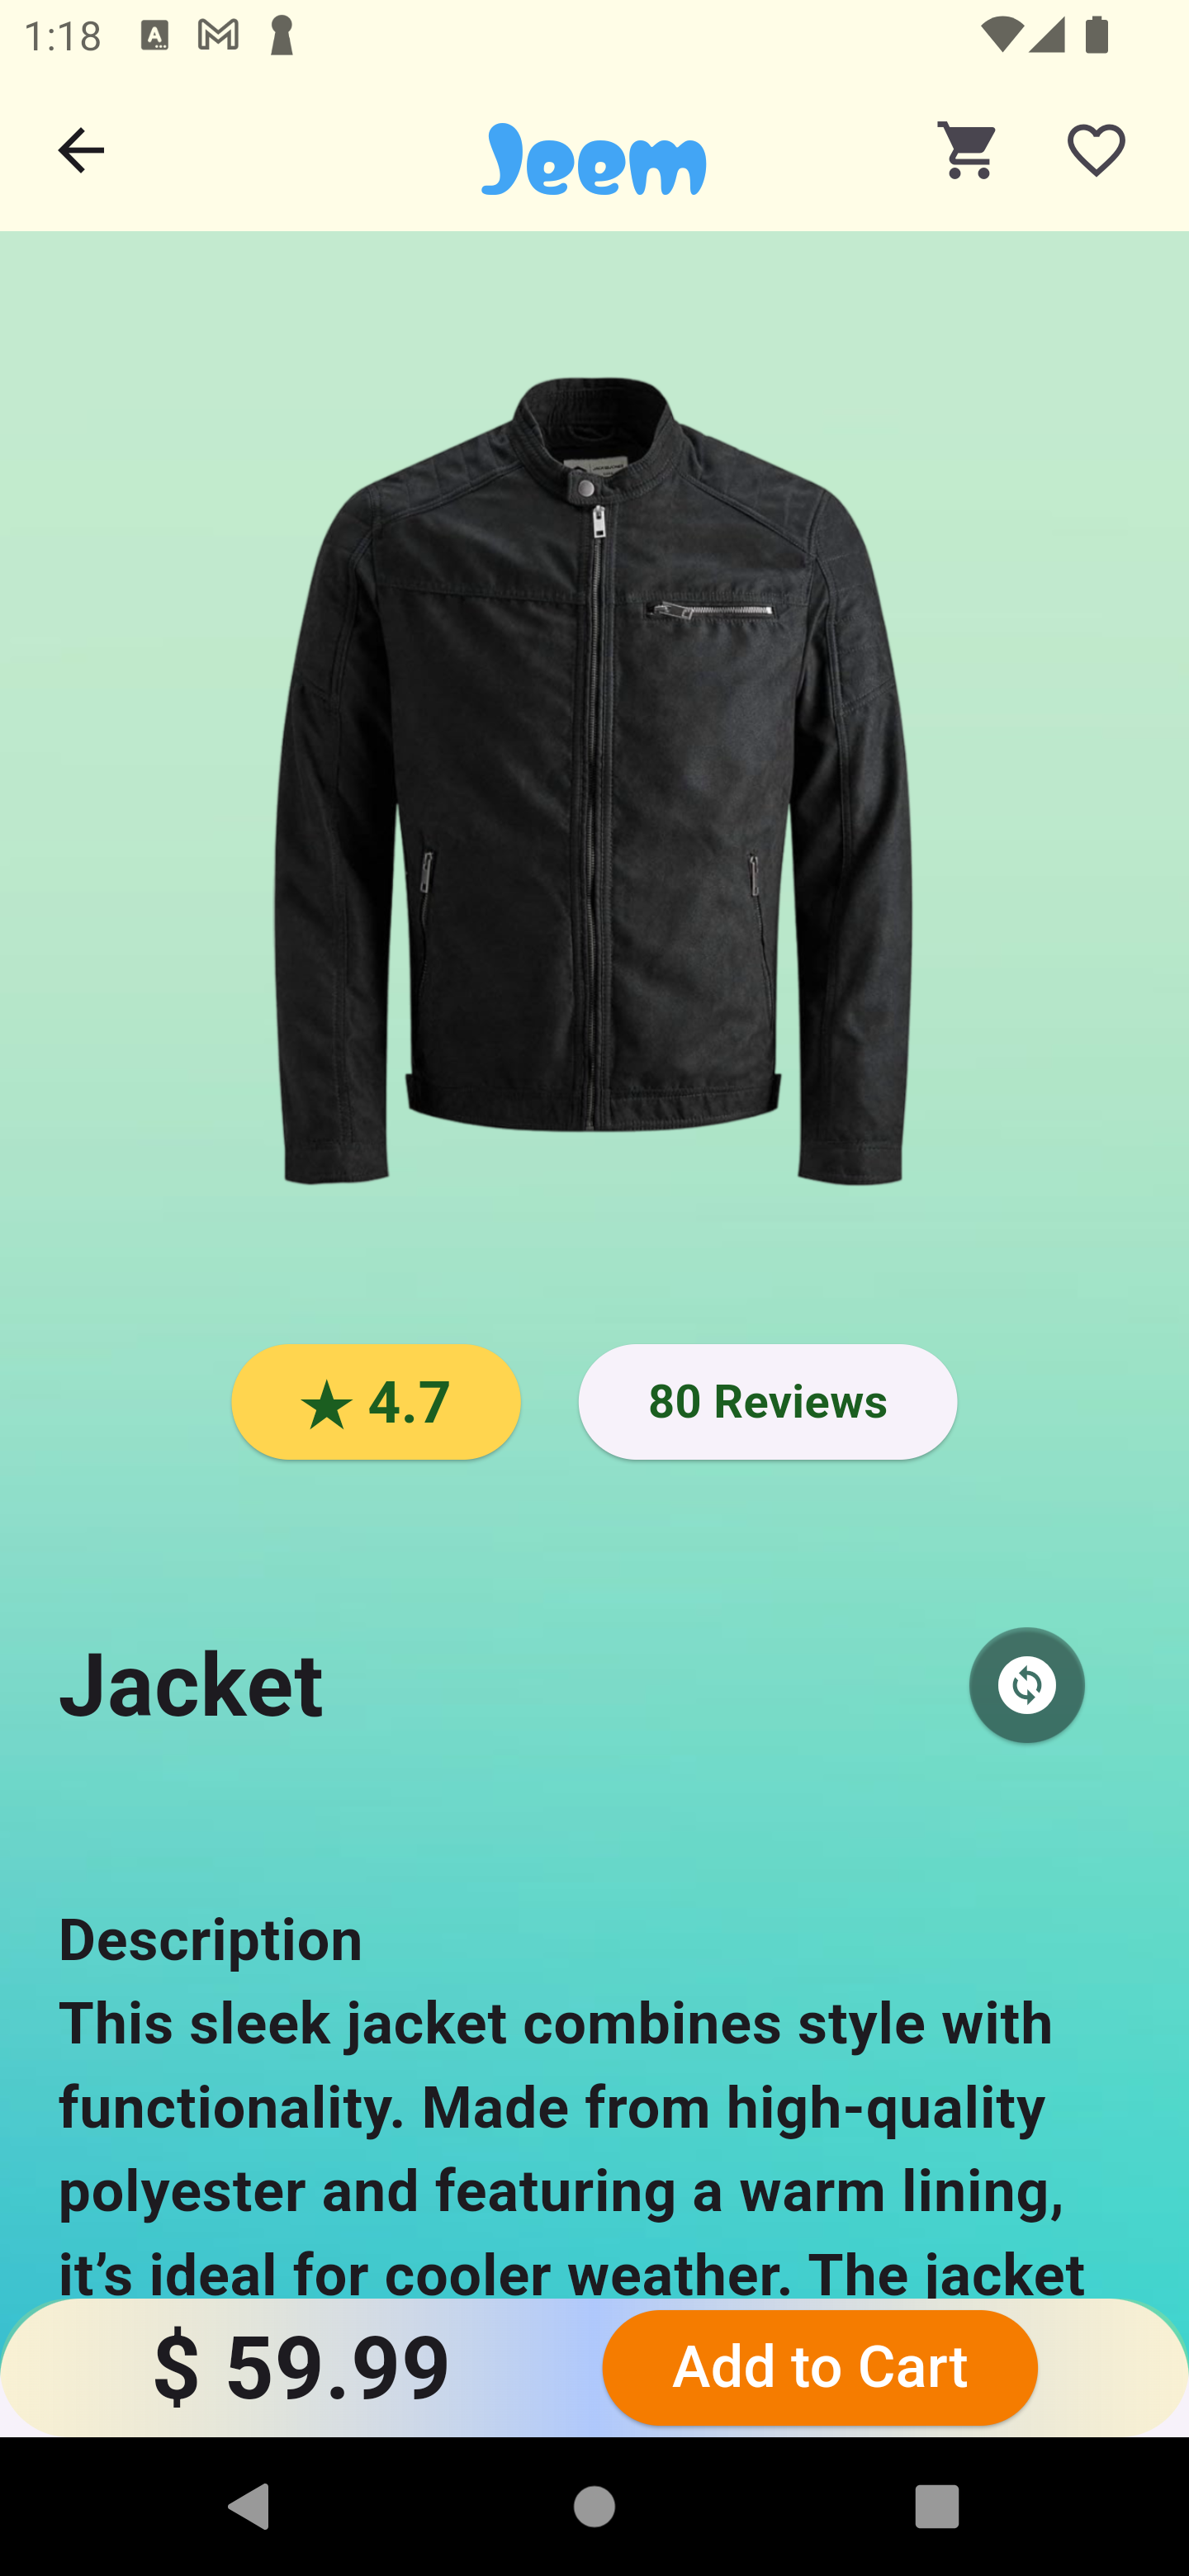 1:18
Jeem
★ 4.7
80 Reviews
Jacket
Description
This sleek jacket combines style with
functionality. Made from high-quality
polyester and featuring a warm lining,
it’s ideal for cooler weather. The jacket
$ 59.99
Add to Cart